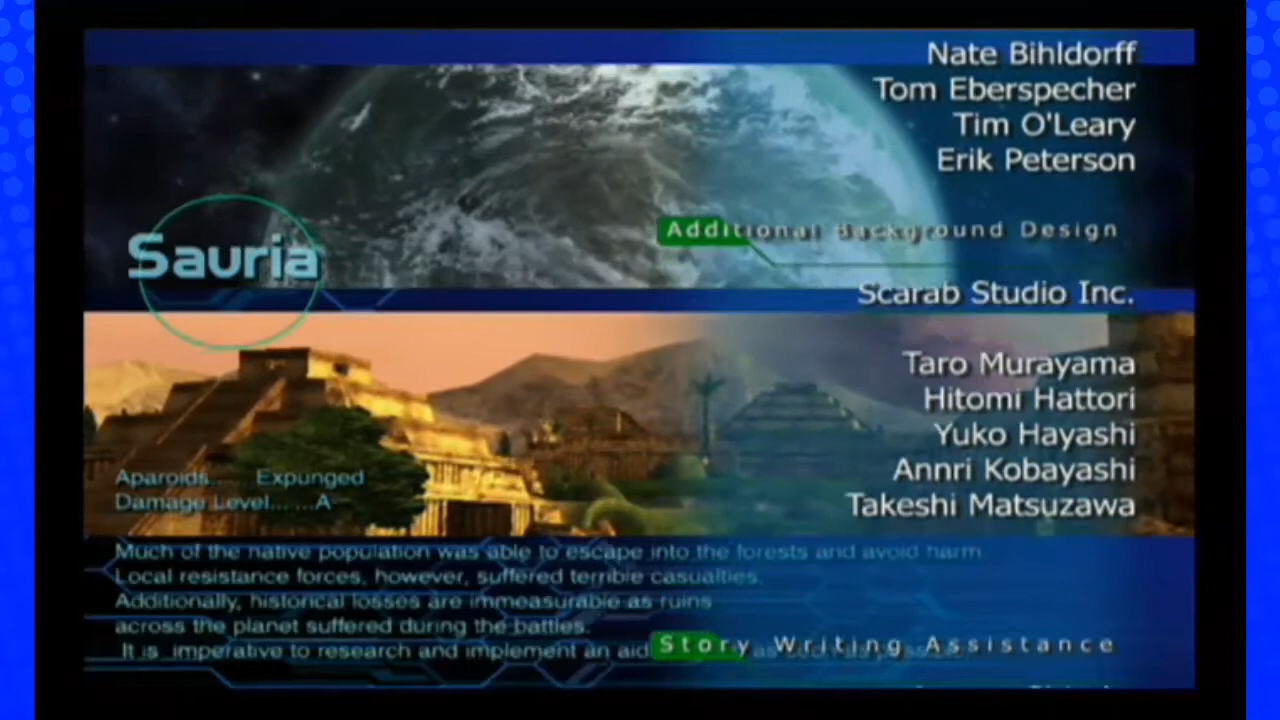 Nate Bihldorff
Tom Eberspecher
Tim O'Leary
Erik Peterson
Additional Background Design
Sauria
Scarab Studio Inc.
Taro Murayama
Hitomi Hattori
Yuko Hayashi
Annri Kobayashi
Takeshi Matsuzawa
Aparoids... Expunged
Damage Level... ...A
Much of the native population was able to escape into the forests and avoid harm
Local resistance forces, however, suffered terrible casualties.
Additionally, historical losses are immeasurable as ruins
across the planet suffered during the battles.
It is imperative to research and implement an aid
Story Writing Assistance